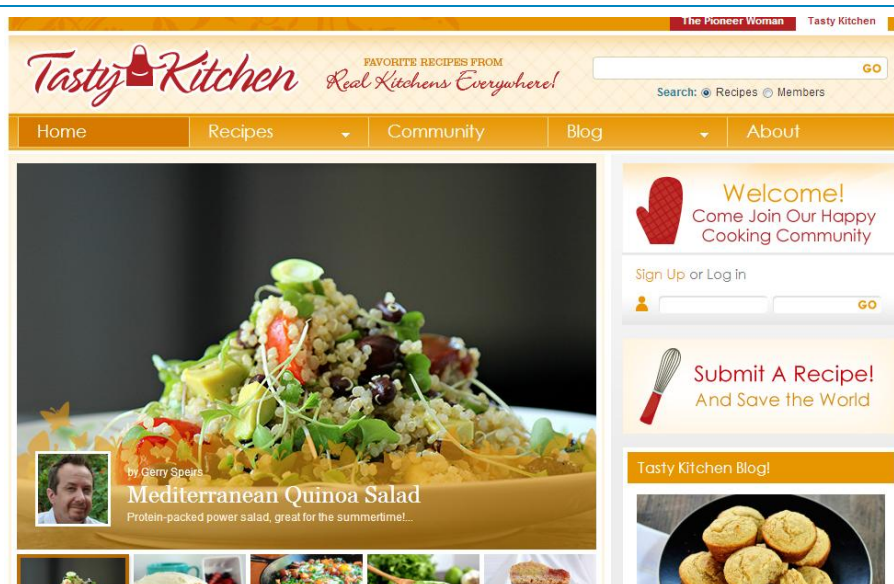 The Pioneer Woman
Tasty Kitchen
Tasty Kitchen
FAVORITE RECIPES FROM
Real Kitchens Everywhere!
GO
Search: Recipes Members
Home Recipes Community Blog About
Welcome!
Come Join Our Happy
Cooking Community
Sign Up or Log in
GO
Submit A Recipe!
And Save the World
by Gerry Speirs
Mediterranean Quinoa Salad
Protein-packed power salad, great for the summertime!...
Tasty Kitchen Blog!